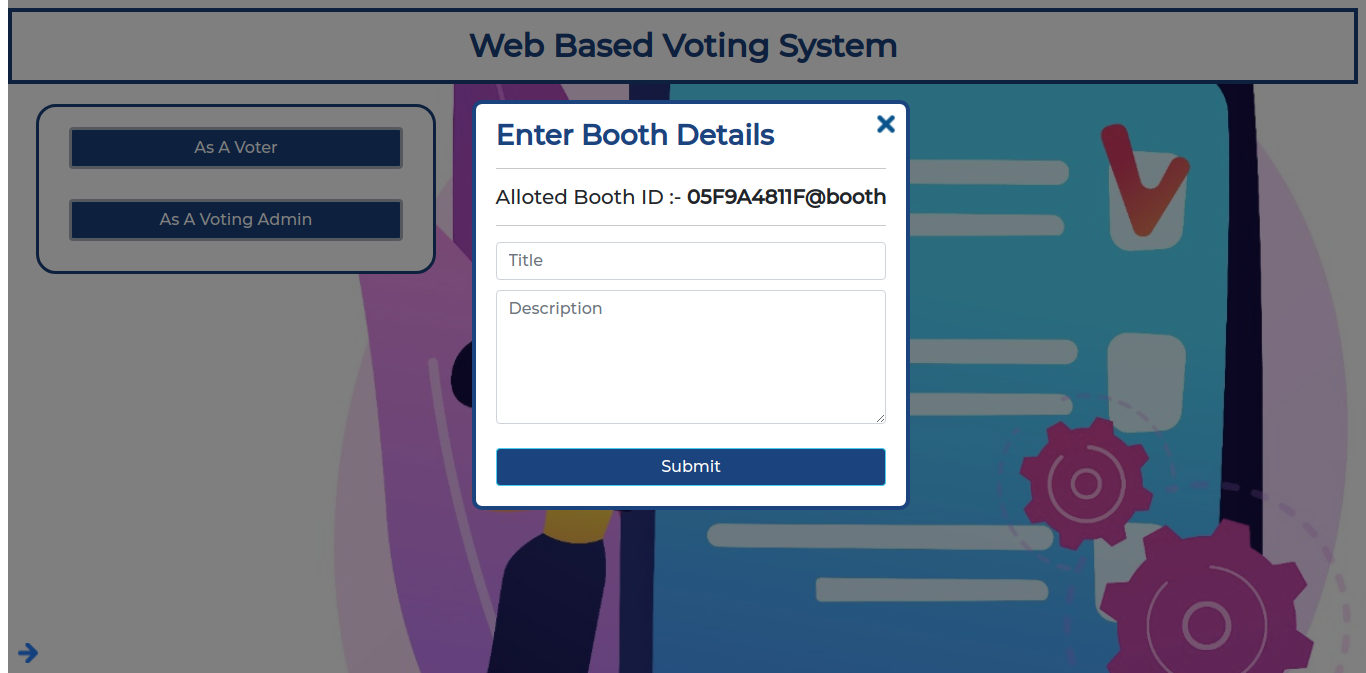 Web Based Voting System
As A Voter
As A Voting Admin
Enter Booth Details
Alloted Booth ID :- 05F9A4811F@booth
Title
Description
Submit